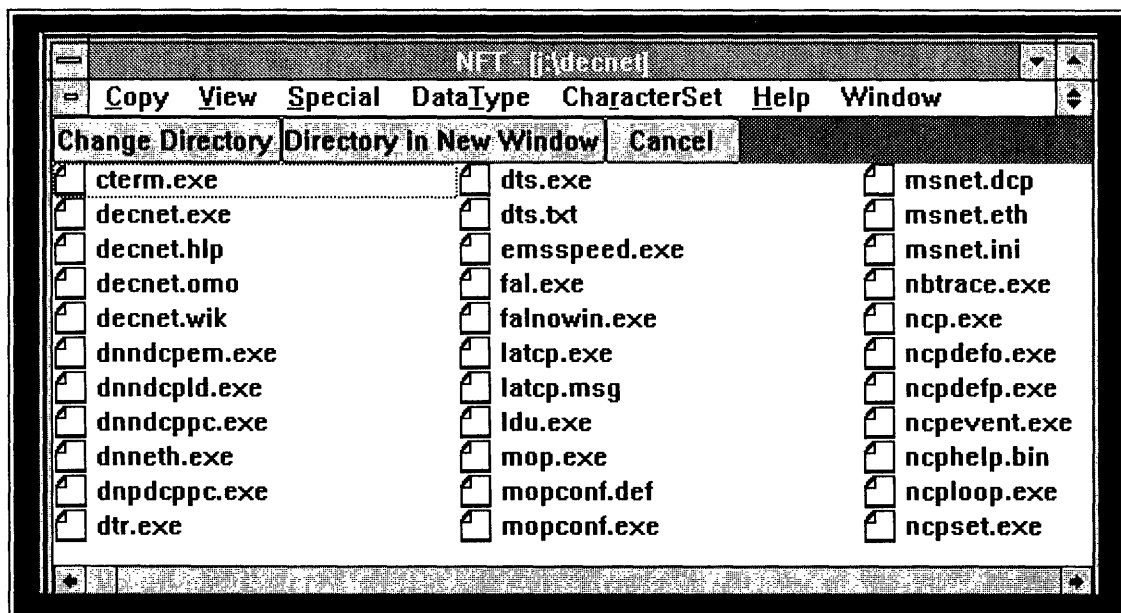 NFT - [j:\decnet]
Copy View Special DataType CharacterSet Help Window
Change Directory Directory in New Window Cancel
cterm.exe dts.exe msnet.dcp
decnet.exe dts.txt msnet.eth
decnet.hlp emsspeed.exe msnet.ini
decnet.omo fal.exe nbtrace.exe
decnet.wik falnowin.exe ncp.exe
dnndcpem.exe latcp.exe ncpdefo.exe
dnndcpld.exe latcp.msg ncpdefp.exe
dnndcppc.exe ldu.exe ncpevent.exe
dnneth.exe mop.exe ncphelp.bin
dnpdcppc.exe mopconf.def ncploop.exe
dtr.exe mopconf.exe ncpset.exe